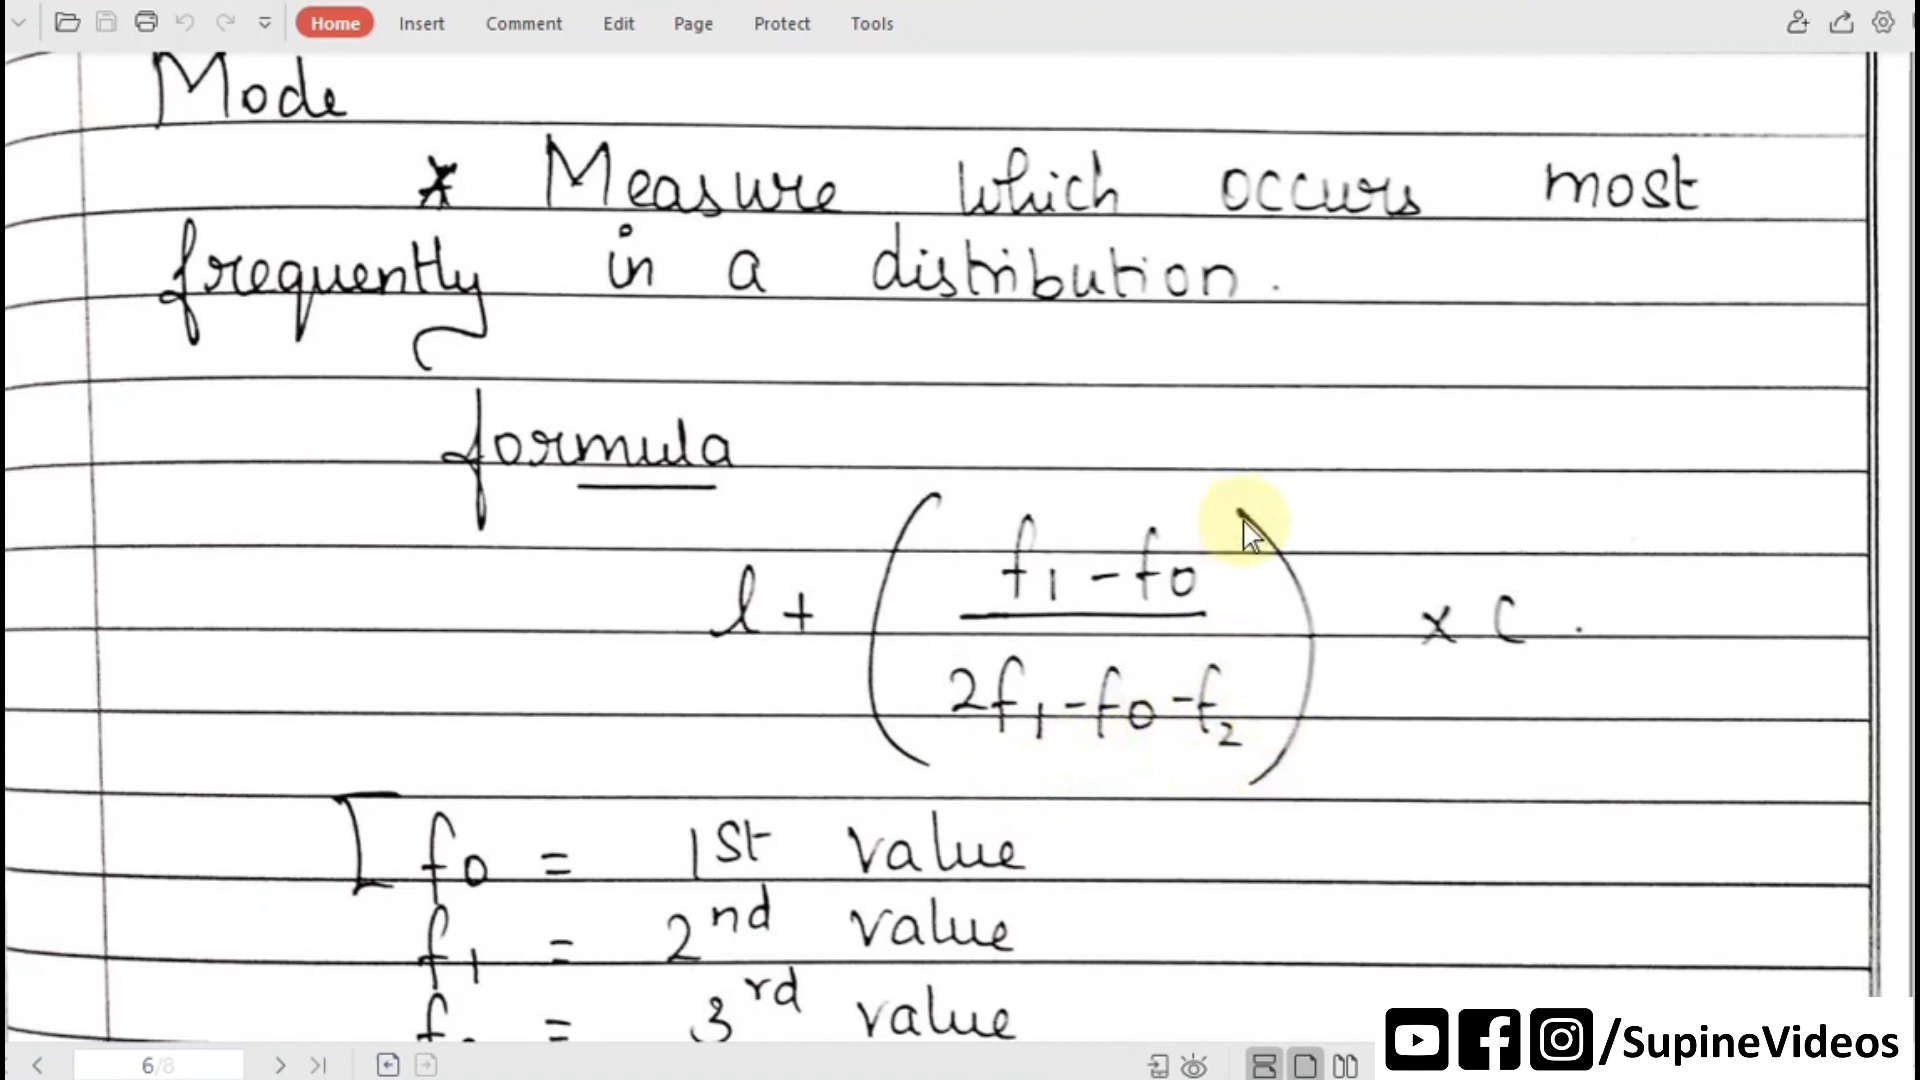 Home Insert Comment Edit Page Protect Tools
Mode
* Measure which occurs most
frequently in a distribution.
formula
l + ( f1 - f0 / 2f1 - f0 - f2 ) × C .
[ f0 = 1st value
f1 = 2nd value
= 3rd value
6/8
/SupineVideos